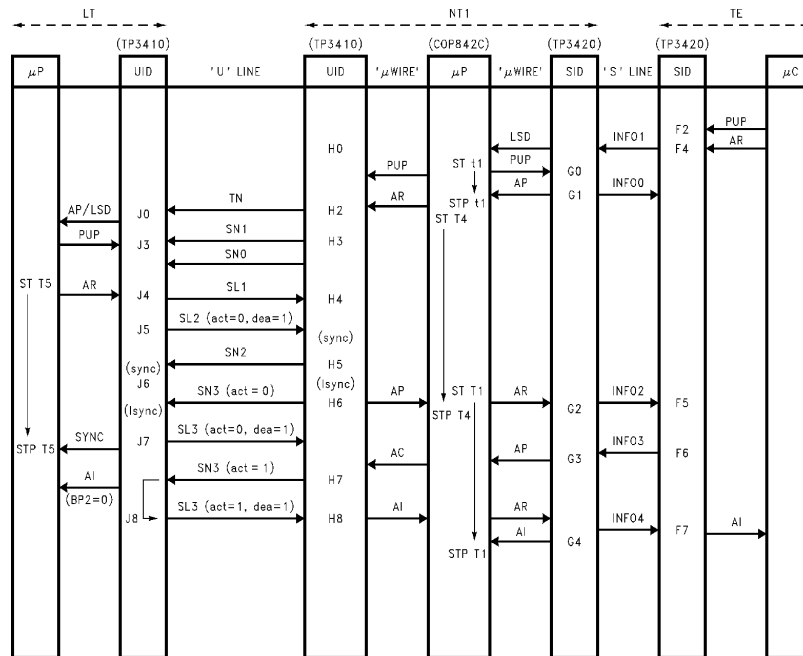 LT NT1 TE
(TP3410) (TP3410) (COP842C) (TP3420) (TP3420)
μP UID 'U' LINE UID 'μWIRE' μP 'μWIRE' SID 'S' LINE SID μC
F2 PUP
H0 LSD INFO1 F4 AR
PUP ST t1 PUP G0
AP G1 INFO0
AP/LSD J0 TN H2 AR STP t1
ST T4
PUP J3 SN1 H3
SN0
ST T5 AR J4 SL1 H4
J5 SL2 (act=0, dea=1)
(sync)
(sync) SN2 H5
J6 (lsync)
SN3 (act = 0) H6 AP ST T1 AR G2 INFO2 F5
(lsync) STP T4
STP T5 SYNC J7 SL3 (act=0, dea=1)
AP G3 INFO3 F6
AC
AI SN3 (act = 1) H7
(BP2=0)
J8 SL3 (act=1, dea=1) H8 AI AR INFO4 F7 AI
STP T1 AI G4